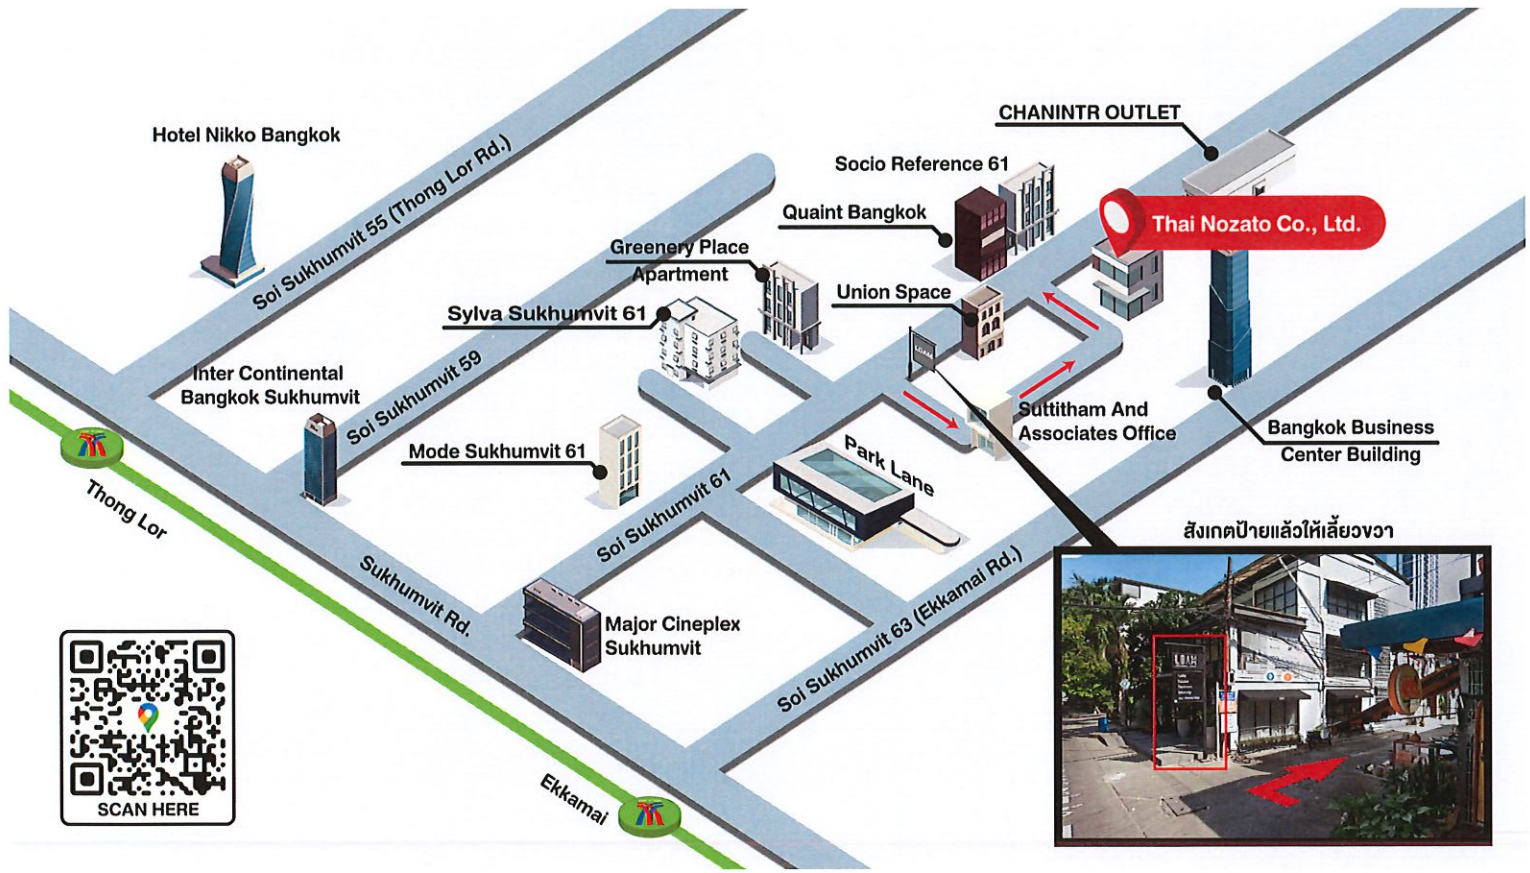 CHANINTR OUTLET
Hotel Nikko Bangkok
Socio Reference 61
Quaint Bangkok
Thai Nozato Co., Ltd.
Soi Sukhumvit 55 (Thong Lor Rd.)
Greenery Place
Apartment
Union Space
Sylva Sukhumvit 61
LOAM
Inter Continental
Bangkok Sukhumvit
Soi Sukhumvit 59
Suttitham And
Associates Office
Bangkok Business
Center Building
Mode Sukhumvit 61
Park Lane
Soi Sukhumvit 61
Thong Lor
สังเกตป้ายแล้วให้เลี้ยวขวา
Sukhumvit Rd.
Soi Sukhumvit 63 (Ekkamai Rd.)
Major Cineplex
Sukhumvit
LOAM
SCAN HERE
Ekkamai